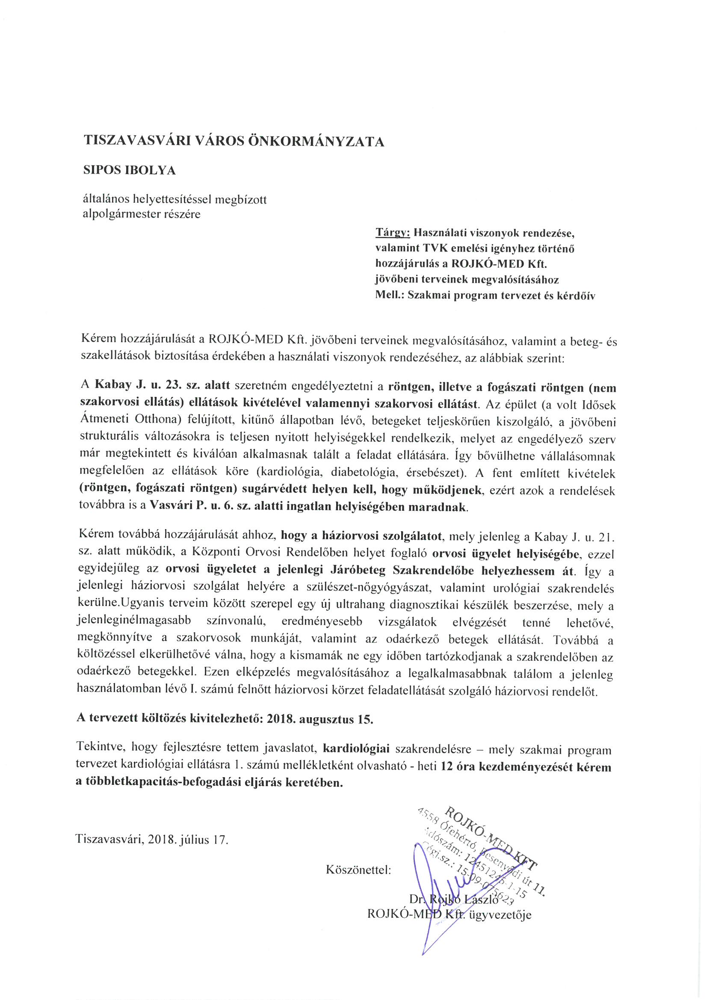 TISZAVASVÁRI VÁROS ÖNKORMÁNYZATA
SIPOS IBOLYA
általános helyettesítéssel megbízott
alpolgármester részére
Tárgy: Használati viszonyok rendezése,
valamint TVK emelési igényhez történő
hozzájárulás a ROJKÓ-MED Kft.
jövőbeni terveinek megvalósításához
Mell.: Szakmai program tervezet és kérdőív
Kérem hozzájárulását a ROJKÓ-MED Kft. jövőbeni terveinek megvalósításához, valamint a beteg- és
szakellátások biztosítása érdekében a használati viszonyok rendezéséhez, az alábbiak szerint:
A Kabay J. u. 23. sz. alatt szeretném engedélyeztetni a röntgen, illetve a fogászati röntgen (nem
szakorvosi ellátás) ellátások kivételével valamennyi szakorvosi ellátást. Az épület (a volt Idősek
Átmeneti Otthona) felújított, kitűnő állapotban lévő, betegeket teljeskörűen kiszolgáló, a jövőbeni
strukturális változásokra is teljesen nyitott helyiségekkel rendelkezik, melyet az engedélyező szerv
már megtekintett és kiválóan alkalmasnak talált a feladat ellátására. Így bővülhetne vállalásomnak
megfelelően az ellátások köre (kardiológia, diabetológia, érsebészet). A fent említett kivételek
(röntgen, fogászati röntgen) sugárvédett helyen kell, hogy működjenek, ezért azok a rendelések
továbbra is a Vasvári P. u. 6. sz. alatti ingatlan helyiségében maradnak.
Kérem továbbá hozzájárulását ahhoz, hogy a háziorvosi szolgálatot, mely jelenleg a Kabay J. u. 21.
sz. alatt működik, a Központi Orvosi Rendelőben helyet foglaló orvosi ügyelet helyiségébe, ezzel
egyidejűleg az orvosi ügyeletet a jelenlegi Járóbeteg Szakrendelőbe helyezhessem át. Így a
jelenlegi háziorvosi szolgálat helyére a szülészet-nőgyógyászat, valamint urológiai szakrendelés
kerülne.Ugyanis terveim között szerepel egy új ultrahang diagnosztikai készülék beszerzése, mely a
jelenleginélmagasabb színvonalú, eredményesebb vizsgálatok elvégzését tenné lehetővé,
megkönnyítve a szakorvosok munkáját, valamint az odaérkező betegek ellátását. Továbbá a
költözéssel elkerülhetővé válna, hogy a kismamák ne egy időben tartózkodjanak a szakrendelőben az
odaérkező betegekkel. Ezen elképzelés megvalósításához a legalkalmasabbnak találom a jelenleg
használatomban lévő I. számú felnőtt háziorvosi körzet feladatellátását szolgáló háziorvosi rendelőt.
A tervezett költözés kivitelezhető: 2018. augusztus 15.
Tekintve, hogy fejlesztésre tettem javaslatot, kardiológiai szakrendelésre – mely szakmai program
tervezet kardiológiai ellátásra 1. számú mellékletként olvasható - heti 12 óra kezdeményezését kérem
a többletkapacitás-befogadási eljárás keretében.
ROJKÓ-MED KFT
4558 Ófehértó, Besenyődi út 11.
Adószám: 12451245-1-15
Cégj.sz.: 15-09-075623
Tiszavasvári, 2018. július 17.
Köszönettel:
Dr. Rojkó László
ROJKÓ-MED Kft. ügyvezetője